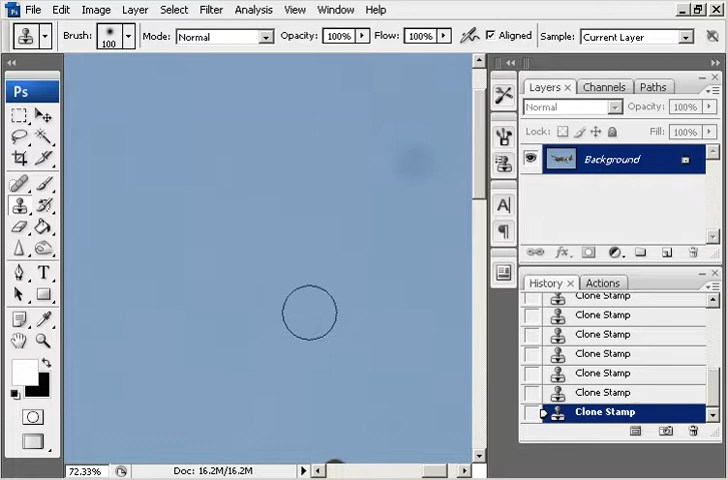 File Edit Image Layer Select Filter Analysis View Window Help
Brush: 100 Mode: Normal Opacity: 100% Flow: 100% Aligned Sample: Current Layer
Ps
Layers Channels Paths
Normal Opacity: 100%
Lock: Fill: 100%
Background
History Actions
Clone Stamp
Clone Stamp
Clone Stamp
Clone Stamp
Clone Stamp
Clone Stamp
Clone Stamp
72.33% Doc: 16.2M/16.2M